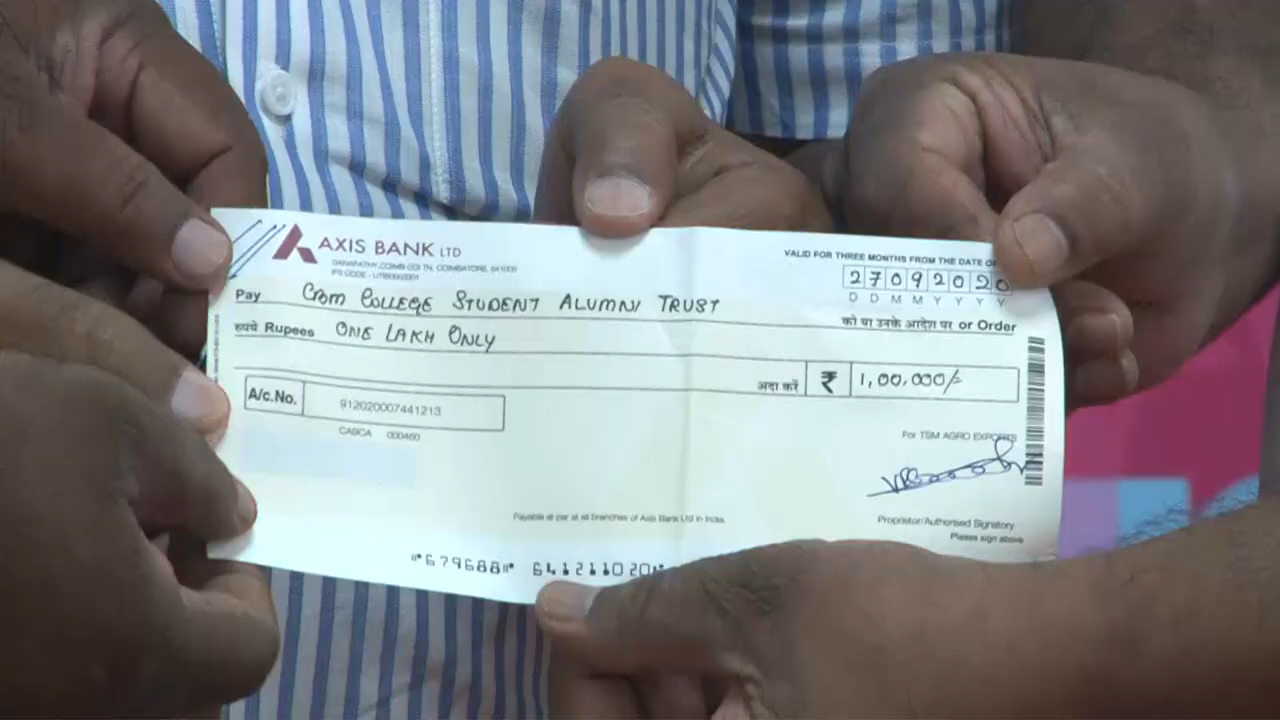 AXIS BANK LTD
VALID FOR THREE MONTHS FROM THE DATE OF
27092020
D D M M Y Y Y Y
Pay COLLEGE STUDENT ALUMNI TRUST
को या उनके आदेश पर or Order
रुपये Rupees ONE LAKH ONLY
अदा करें ₹ 1,00,000/-
A/c.No. 912020007441213
CABCA 000460
For TSM AGRO EXPORTS
Payable at par at all branches of Axis Bank Ltd in India
Proprietor/Authorised Signatory
Please sign above
⑈679688⑈ 641211020